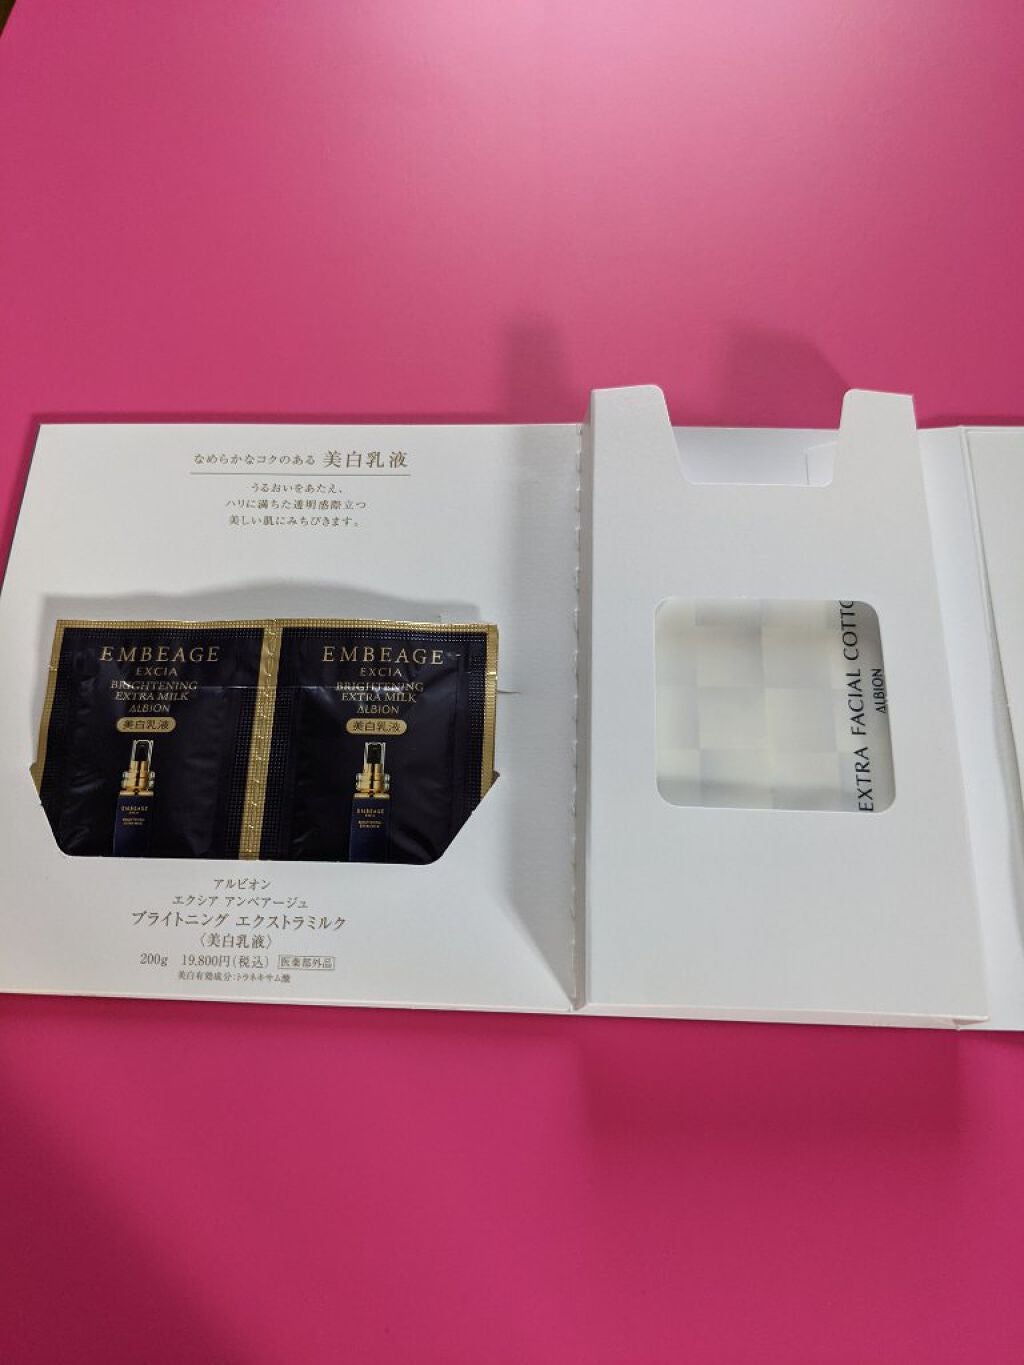 なめらかなコクのある 美白乳液
うるおいをあたえ、
ハリに満ちた透明感際立つ
美しい肌にみちびきます。
EMBEAGE
EXCIA
BRIGHTENING
EXTRA MILK
ALBION
美白乳液
EMBEAGE
EMBEAGE
EXCIA
BRIGHTENING
EXTRA MILK
ALBION
美白乳液
EMBEAGE
アルビオン
エクシア アンベアージュ
ブライトニング エクストラミルク
〈美白乳液〉
200g 19,800円(税込) 医薬部外品
美白有効成分:トラネキサム酸
EXTRA FACIAL COTTO
ALBION